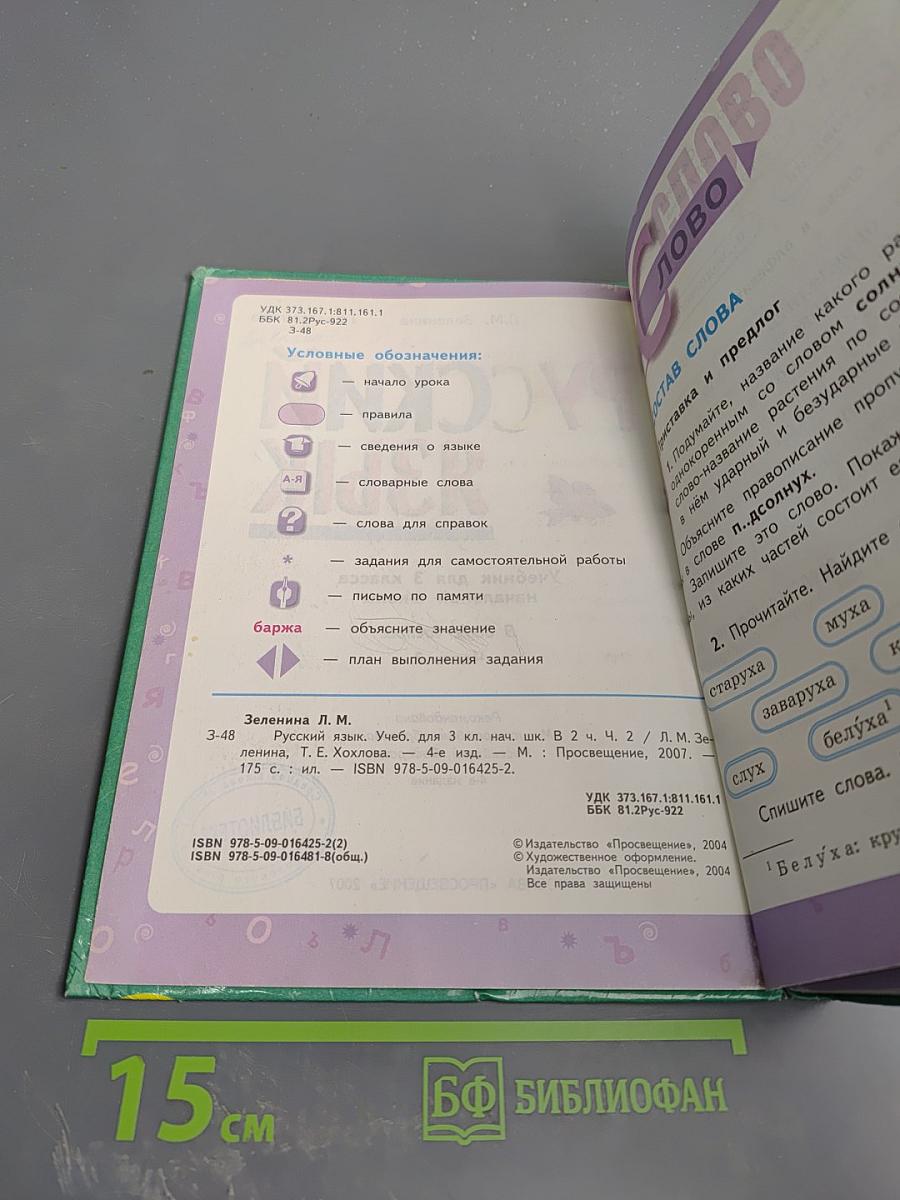 УДК 373.167.1:811.161.1
ББК 81.2Рус-922
З-48
Условные обозначения:
— начало урока
— правила
— сведения о языке
А-Я — словарные слова
? — слова для справок
* — задания для самостоятельной работы
— письмо по памяти
баржа — объясните значение
— план выполнения задания
Зеленина Л. М.
З-48 Русский язык. Учеб. для 3 кл. нач. шк. В 2 ч. Ч. 2 / Л. М. Зе-
ленина, Т. Е. Хохлова. — 4-е изд. — М. : Просвещение, 2007. —
175 с. : ил. — ISBN 978-5-09-016425-2.
УДК 373.167.1:811.161.1
ББК 81.2Рус-922
ISBN 978-5-09-016425-2(2)
ISBN 978-5-09-016481-8(общ.)
© Издательство «Просвещение», 2004
© Художественное оформление.
Издательство «Просвещение», 2004
Все права защищены
СЛОВО
СЛОВО
ОСТАВ СЛОВА
Приставка и предлог
1. Подумайте, название какого ра
однокоренным со словом солн
слово-название растения по со
в нём ударный и безударные
Объясните правописание пропу
в слове п..дсолнух.
Запишите это слово. Покаж
из каких частей состоит
2. Прочитайте. Найдите
муха
старуха
заваруха
к
белу́ха¹
слух
Спишите слова.
¹ Белу́ха: кру
15 см
БФ БИБЛИОФАН